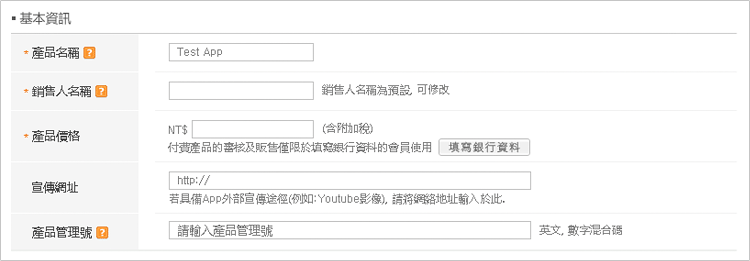 基本資訊
* 產品名稱 ? Test App
* 銷售人名稱 ? 銷售人名稱為預設, 可修改
* 產品價格 NT$ (含附加稅)
付費產品的審核及販售僅限於填寫銀行資料的會員使用 填寫銀行資料
宣傳網址 http://
若具備App外部宣傳途徑(例如:Youtube影像), 請將網絡地址輸入於此.
產品管理號 ? 請輸入產品管理號 英文, 數字混合碼